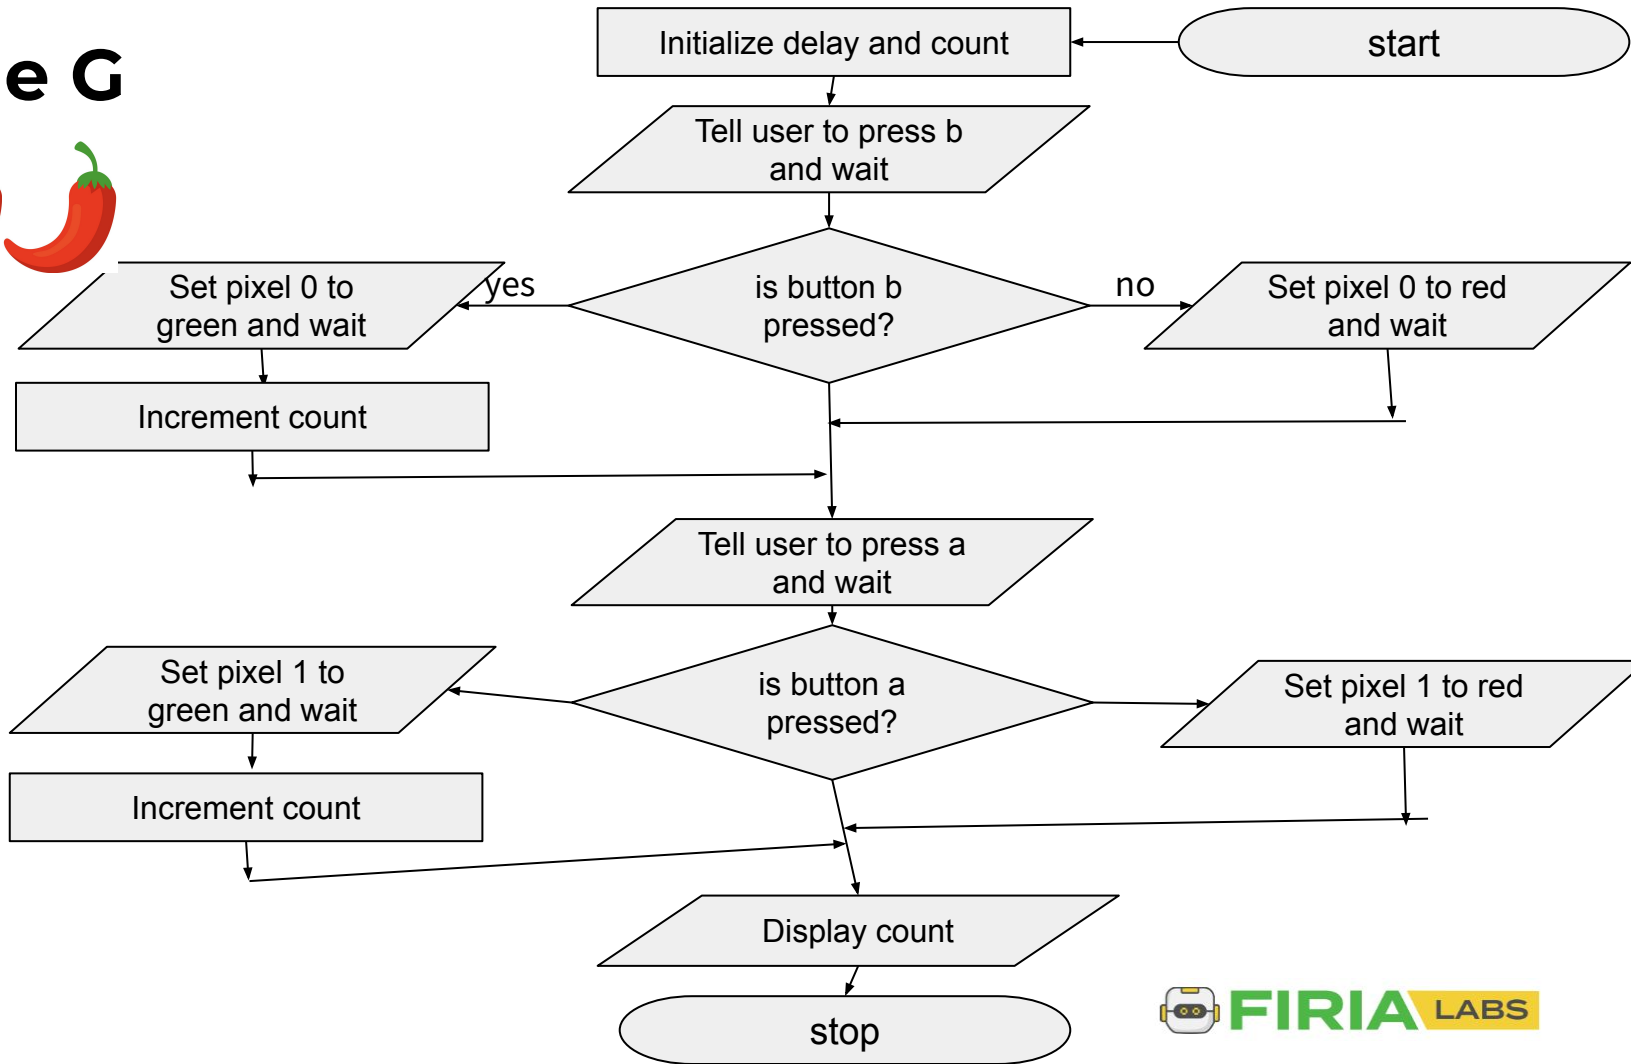 e G
Initialize delay and count
start
Tell user to press b
and wait
Set pixel 0 to
green and wait
yes
is button b
pressed?
no
Set pixel 0 to red
and wait
Increment count
Tell user to press a
and wait
Set pixel 1 to
green and wait
is button a
pressed?
Set pixel 1 to red
and wait
Increment count
Display count
stop
FIRIA LABS